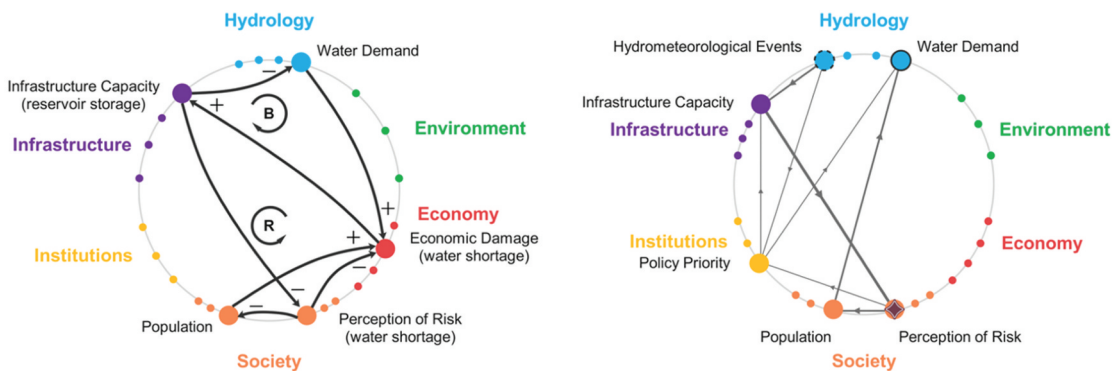 Hydrology
Water Demand
Infrastructure Capacity
(reservoir storage)
−
+
B
Infrastructure
Environment
+
Economy
+
R
Economic Damage
(water shortage)
Institutions
−
−
−
Population
Perception of Risk
(water shortage)
Society
Hydrology
Hydrometeorological Events
Water Demand
Infrastructure Capacity
Infrastructure
Environment
Institutions
Policy Priority
Economy
Population
Perception of Risk
Society